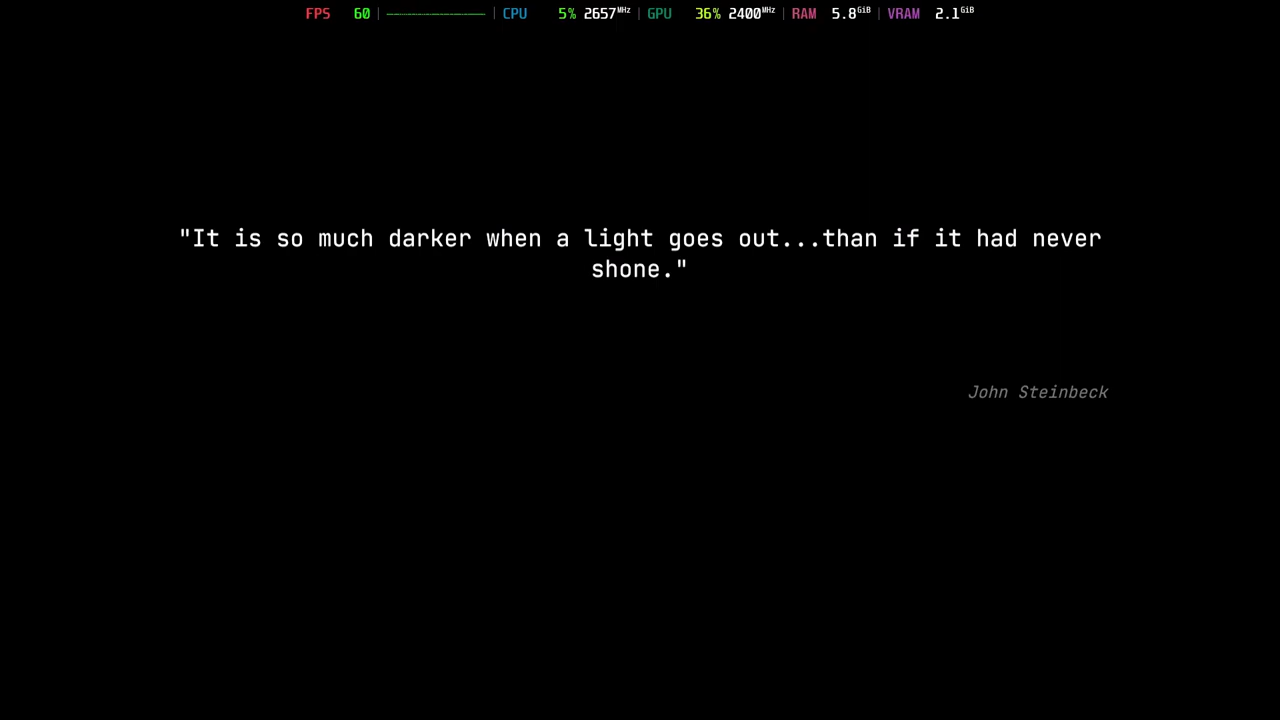 FPS 60 CPU 5% 2657MHz GPU 36% 2400MHz RAM 5.8GiB VRAM 2.1GiB
"It is so much darker when a light goes out...than if it had never
shone."
John Steinbeck